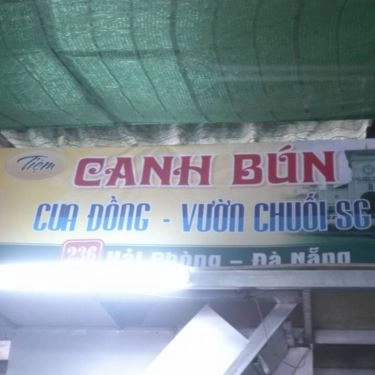 Tiệm
CANH BÚN
CUA ĐỒNG - VƯỜN CHUỐI SG
236 Hải Phòng - Đà Nẵng